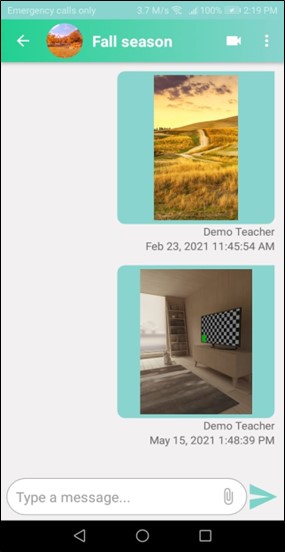 Emergency calls only 3.7 M/s 100% 2:19 PM
Fall season
Demo Teacher
Feb 23, 2021 11:45:54 AM
Demo Teacher
May 15, 2021 1:48:39 PM
Type a message...